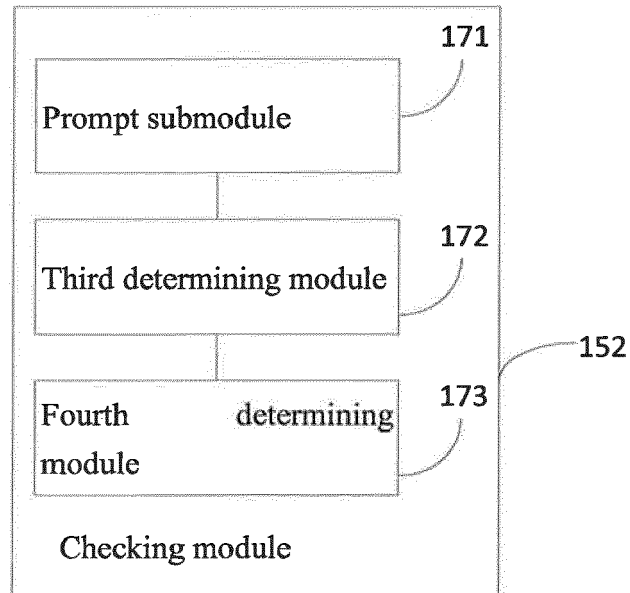 171
Prompt submodule
172
Third determining module
152
173
Fourth determining
module
Checking module